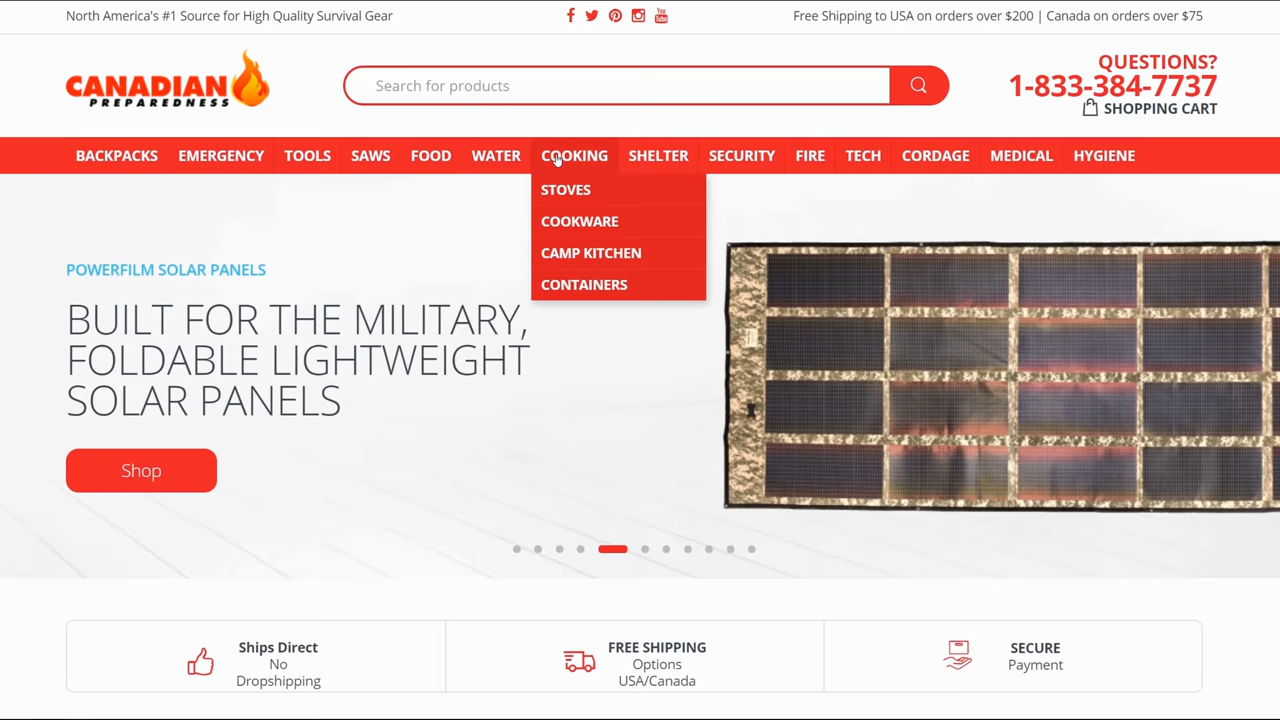 North America's #1 Source for High Quality Survival Gear
Free Shipping to USA on orders over $200 | Canada on orders over $75
CANADIAN
PREPAREDNESS
Search for products
QUESTIONS?
1-833-384-7737
SHOPPING CART
BACKPACKS EMERGENCY TOOLS SAWS FOOD WATER COOKING SHELTER SECURITY FIRE TECH CORDAGE MEDICAL HYGIENE
STOVES
COOKWARE
CAMP KITCHEN
CONTAINERS
POWERFILM SOLAR PANELS
BUILT FOR THE MILITARY,
FOLDABLE LIGHTWEIGHT
SOLAR PANELS
Shop
Ships Direct
No
Dropshipping
FREE SHIPPING
Options
USA/Canada
SECURE
Payment